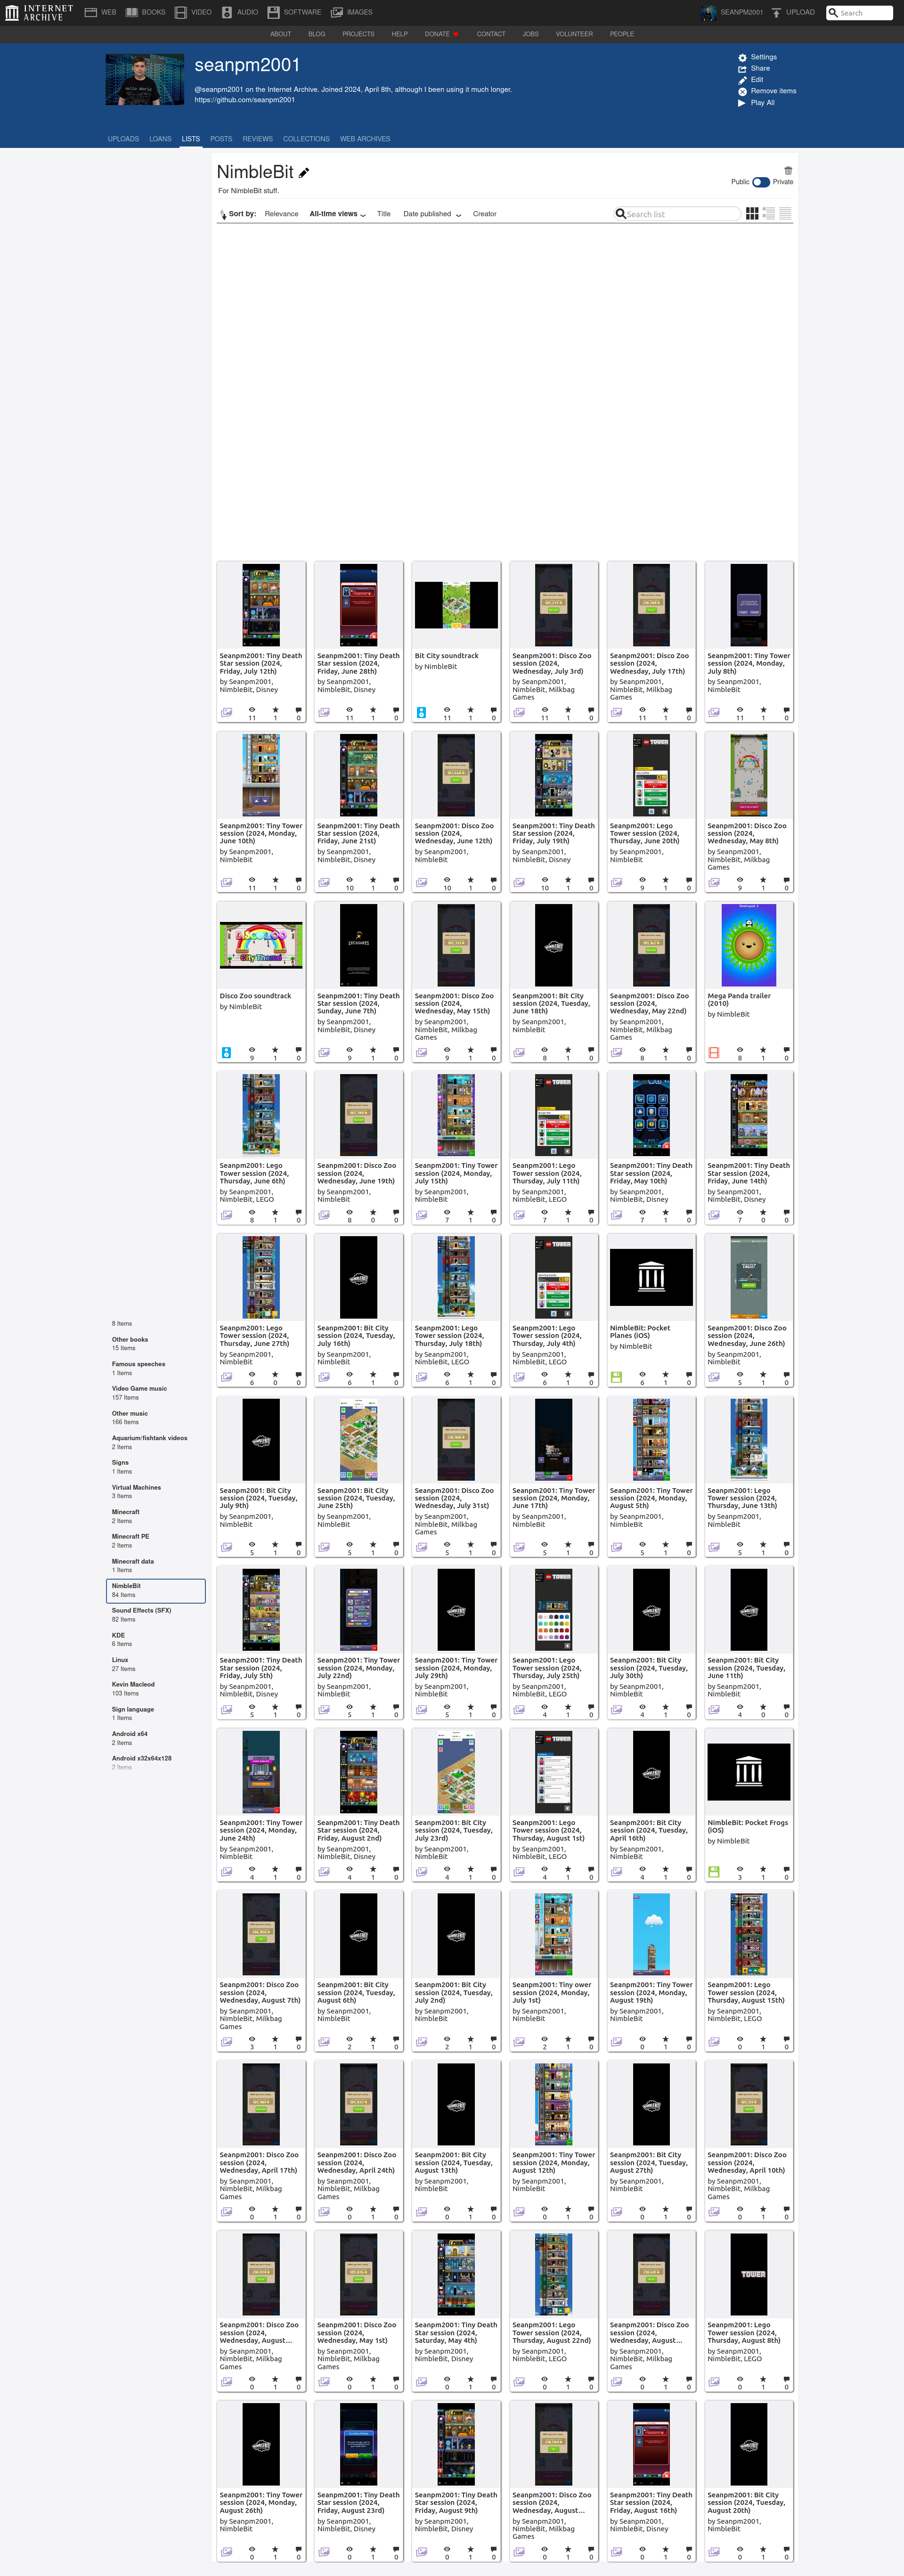 INTERNET ARCHIVE
WEB
BOOKS
VIDEO
AUDIO
SOFTWARE
IMAGES
SEANPM2001
UPLOAD
Search
ABOUT
BLOG
PROJECTS
HELP
DONATE
CONTACT
JOBS
VOLUNTEER
PEOPLE
seanpm2001
@seanpm2001 on the Internet Archive. Joined 2024, April 8th, although I been using it much longer.
https://github.com/seanpm2001
Settings
Share
Edit
Remove items
Play All
UPLOADS
LOANS
LISTS
POSTS
REVIEWS
COLLECTIONS
WEB ARCHIVES
NimbleBit
For NimbleBit stuff.
Public
Private
Sort by:
Relevance
All-time views
Title
Date published
Creator
Search list
8 Items
Other books
15 Items
Famous speeches
1 Items
Video Game music
157 Items
Other music
166 Items
Aquarium/fishtank videos
2 Items
Signs
1 Items
Virtual Machines
3 Items
Minecraft
2 Items
Minecraft PE
2 Items
Minecraft data
1 Items
NimbleBit
84 Items
Sound Effects (SFX)
82 Items
KDE
6 Items
Linux
27 Items
Kevin Macleod
103 Items
Sign language
1 Items
Android x64
2 Items
Android x32x64x128
2 Items
Seanpm2001: Tiny Death
Star session (2024,
Friday, July 12th)
by Seanpm2001,
NimbleBit, Disney
11 1 0
Seanpm2001: Tiny Death
Star session (2024,
Friday, June 28th)
by Seanpm2001,
NimbleBit, Disney
11 1 0
Bit City soundtrack
by NimbleBit
11 1 0
Seanpm2001: Disco Zoo
session (2024,
Wednesday, July 3rd)
by Seanpm2001,
NimbleBit, Milkbag
Games
11 1 0
Seanpm2001: Disco Zoo
session (2024,
Wednesday, July 17th)
by Seanpm2001,
NimbleBit, Milkbag
Games
11 1 0
Seanpm2001: Tiny Tower
session (2024, Monday,
July 8th)
by Seanpm2001,
NimbleBit
11 1 0
Seanpm2001: Tiny Tower
session (2024, Monday,
June 10th)
by Seanpm2001,
NimbleBit
11 1 0
Seanpm2001: Tiny Death
Star session (2024,
Friday, June 21st)
by Seanpm2001,
NimbleBit, Disney
10 1 0
Seanpm2001: Disco Zoo
session (2024,
Wednesday, June 12th)
by Seanpm2001,
NimbleBit
10 1 0
Seanpm2001: Tiny Death
Star session (2024,
Friday, July 19th)
by Seanpm2001,
NimbleBit, Disney
10 1 0
TOWER
Seanpm2001: Lego
Tower session (2024,
Thursday, June 20th)
by Seanpm2001,
NimbleBit
9 1 0
Seanpm2001: Disco Zoo
session (2024,
Wednesday, May 8th)
by Seanpm2001,
NimbleBit, Milkbag
Games
9 1 0
DISCO ZOO
City Theme
Disco Zoo soundtrack
by NimbleBit
9 1 0
LUCASARTS
Seanpm2001: Tiny Death
Star session (2024,
Sunday, June 7th)
by Seanpm2001,
NimbleBit, Disney
9 1 0
Seanpm2001: Disco Zoo
session (2024,
Wednesday, May 15th)
by Seanpm2001,
NimbleBit, Milkbag
Games
9 1 0
Seanpm2001: Bit City
session (2024, Tuesday,
June 18th)
by Seanpm2001,
NimbleBit
8 1 0
Seanpm2001: Disco Zoo
session (2024,
Wednesday, May 22nd)
by Seanpm2001,
NimbleBit, Milkbag
Games
8 1 0
Mega Panda trailer
(2010)
by NimbleBit
8 1 0
Seanpm2001: Lego
Tower session (2024,
Thursday, June 6th)
by Seanpm2001,
NimbleBit, LEGO
8 1 0
Seanpm2001: Disco Zoo
session (2024,
Wednesday, June 19th)
by Seanpm2001,
NimbleBit
8 0 0
Seanpm2001: Tiny Tower
session (2024, Monday,
July 15th)
by Seanpm2001,
NimbleBit
7 1 0
TOWER
Seanpm2001: Lego
Tower session (2024,
Thursday, July 11th)
by Seanpm2001,
NimbleBit, LEGO
7 1 0
Seanpm2001: Tiny Death
Star session (2024,
Friday, May 10th)
by Seanpm2001,
NimbleBit, Disney
7 1 0
Seanpm2001: Tiny Death
Star session (2024,
Friday, June 14th)
by Seanpm2001,
NimbleBit, Disney
7 0 0
Seanpm2001: Lego
Tower session (2024,
Thursday, June 27th)
by Seanpm2001,
NimbleBit
6 0 0
Seanpm2001: Bit City
session (2024, Tuesday,
July 16th)
by Seanpm2001,
NimbleBit
6 1 0
Seanpm2001: Lego
Tower session (2024,
Thursday, July 18th)
by Seanpm2001,
NimbleBit, LEGO
6 1 0
TOWER
Seanpm2001: Lego
Tower session (2024,
Thursday, July 4th)
by Seanpm2001,
NimbleBit, LEGO
6 1 0
NimbleBit: Pocket
Planes (iOS)
by NimbleBit
6 1 0
Seanpm2001: Disco Zoo
session (2024,
Wednesday, June 26th)
by Seanpm2001,
NimbleBit
5 1 0
Seanpm2001: Bit City
session (2024, Tuesday,
July 9th)
by Seanpm2001,
NimbleBit
5 1 0
Seanpm2001: Bit City
session (2024, Tuesday,
June 25th)
by Seanpm2001,
NimbleBit
5 1 0
Seanpm2001: Disco Zoo
session (2024,
Wednesday, July 31st)
by Seanpm2001,
NimbleBit, Milkbag
Games
5 1 0
Seanpm2001: Tiny Tower
session (2024, Monday,
June 17th)
by Seanpm2001,
NimbleBit
5 1 0
Seanpm2001: Tiny Tower
session (2024, Monday,
August 5th)
by Seanpm2001,
NimbleBit
5 1 0
Seanpm2001: Lego
Tower session (2024,
Thursday, June 13th)
by Seanpm2001,
NimbleBit
5 1 0
Seanpm2001: Tiny Death
Star session (2024,
Friday, July 5th)
by Seanpm2001,
NimbleBit, Disney
5 1 0
Seanpm2001: Tiny Tower
session (2024, Monday,
July 22nd)
by Seanpm2001,
NimbleBit
5 1 0
Seanpm2001: Tiny Tower
session (2024, Monday,
July 29th)
by Seanpm2001,
NimbleBit
5 1 0
TOWER
Seanpm2001: Lego
Tower session (2024,
Thursday, July 25th)
by Seanpm2001,
NimbleBit, LEGO
4 1 0
Seanpm2001: Bit City
session (2024, Tuesday,
July 30th)
by Seanpm2001,
NimbleBit
4 1 0
Seanpm2001: Bit City
session (2024, Tuesday,
June 11th)
by Seanpm2001,
NimbleBit
4 0 0
Seanpm2001: Tiny Tower
session (2024, Monday,
June 24th)
by Seanpm2001,
NimbleBit
4 1 0
Seanpm2001: Tiny Death
Star session (2024,
Friday, August 2nd)
by Seanpm2001,
NimbleBit, Disney
4 1 0
Seanpm2001: Bit City
session (2024, Tuesday,
July 23rd)
by Seanpm2001,
NimbleBit
4 1 0
TOWER
Seanpm2001: Lego
Tower session (2024,
Thursday, August 1st)
by Seanpm2001,
NimbleBit, LEGO
4 1 0
Seanpm2001: Bit City
session (2024, Tuesday,
April 16th)
by Seanpm2001,
NimbleBit
4 1 0
NimbleBit: Pocket Frogs
(iOS)
by NimbleBit
3 1 0
Seanpm2001: Disco Zoo
session (2024,
Wednesday, August 7th)
by Seanpm2001,
NimbleBit, Milkbag
Games
3 1 0
Seanpm2001: Bit City
session (2024, Tuesday,
August 6th)
by Seanpm2001,
NimbleBit
2 1 0
Seanpm2001: Bit City
session (2024, Tuesday,
July 2nd)
by Seanpm2001,
NimbleBit
2 1 0
Seanpm2001: Tiny ower
session (2024, Monday,
July 1st)
by Seanpm2001,
NimbleBit
2 1 0
Seanpm2001: Tiny Tower
session (2024, Monday,
August 19th)
by Seanpm2001,
NimbleBit
0 1 0
Seanpm2001: Lego
Tower session (2024,
Thursday, August 15th)
by Seanpm2001,
NimbleBit, LEGO
0 1 0
Seanpm2001: Disco Zoo
session (2024,
Wednesday, April 17th)
by Seanpm2001,
NimbleBit, Milkbag
Games
0 1 0
Seanpm2001: Disco Zoo
session (2024,
Wednesday, April 24th)
by Seanpm2001,
NimbleBit, Milkbag
Games
0 1 0
Seanpm2001: Bit City
session (2024, Tuesday,
August 13th)
by Seanpm2001,
NimbleBit
0 1 0
Seanpm2001: Tiny Tower
session (2024, Monday,
August 12th)
by Seanpm2001,
NimbleBit
0 1 0
Seanpm2001: Bit City
session (2024, Tuesday,
August 27th)
by Seanpm2001,
NimbleBit
0 1 0
Seanpm2001: Disco Zoo
session (2024,
Wednesday, April 10th)
by Seanpm2001,
NimbleBit, Milkbag
Games
0 1 0
Seanpm2001: Disco Zoo
session (2024,
Wednesday, August...
by Seanpm2001,
NimbleBit, Milkbag
Games
0 1 0
Seanpm2001: Disco Zoo
session (2024,
Wednesday, May 1st)
by Seanpm2001,
NimbleBit, Milkbag
Games
0 1 0
Seanpm2001: Tiny Death
Star session (2024,
Saturday, May 4th)
by Seanpm2001,
NimbleBit, Disney
0 1 0
Seanpm2001: Lego
Tower session (2024,
Thursday, August 22nd)
by Seanpm2001,
NimbleBit, LEGO
0 1 0
Seanpm2001: Disco Zoo
session (2024,
Wednesday, August...
by Seanpm2001,
NimbleBit, Milkbag
Games
0 1 0
TOWER
Seanpm2001: Lego
Tower session (2024,
Thursday, August 8th)
by Seanpm2001,
NimbleBit, LEGO
0 1 0
Seanpm2001: Tiny Tower
session (2024, Monday,
August 26th)
by Seanpm2001,
NimbleBit
0 1 0
Seanpm2001: Tiny Death
Star session (2024,
Friday, August 23rd)
by Seanpm2001,
NimbleBit, Disney
0 1 0
Seanpm2001: Tiny Death
Star session (2024,
Friday, August 9th)
by Seanpm2001,
NimbleBit, Disney
0 1 0
Seanpm2001: Disco Zoo
session (2024,
Wednesday, August...
by Seanpm2001,
NimbleBit, Milkbag
Games
0 1 0
Seanpm2001: Tiny Death
Star session (2024,
Friday, August 16th)
by Seanpm2001,
NimbleBit, Disney
0 1 0
Seanpm2001: Bit City
session (2024, Tuesday,
August 20th)
by Seanpm2001,
NimbleBit
0 1 0